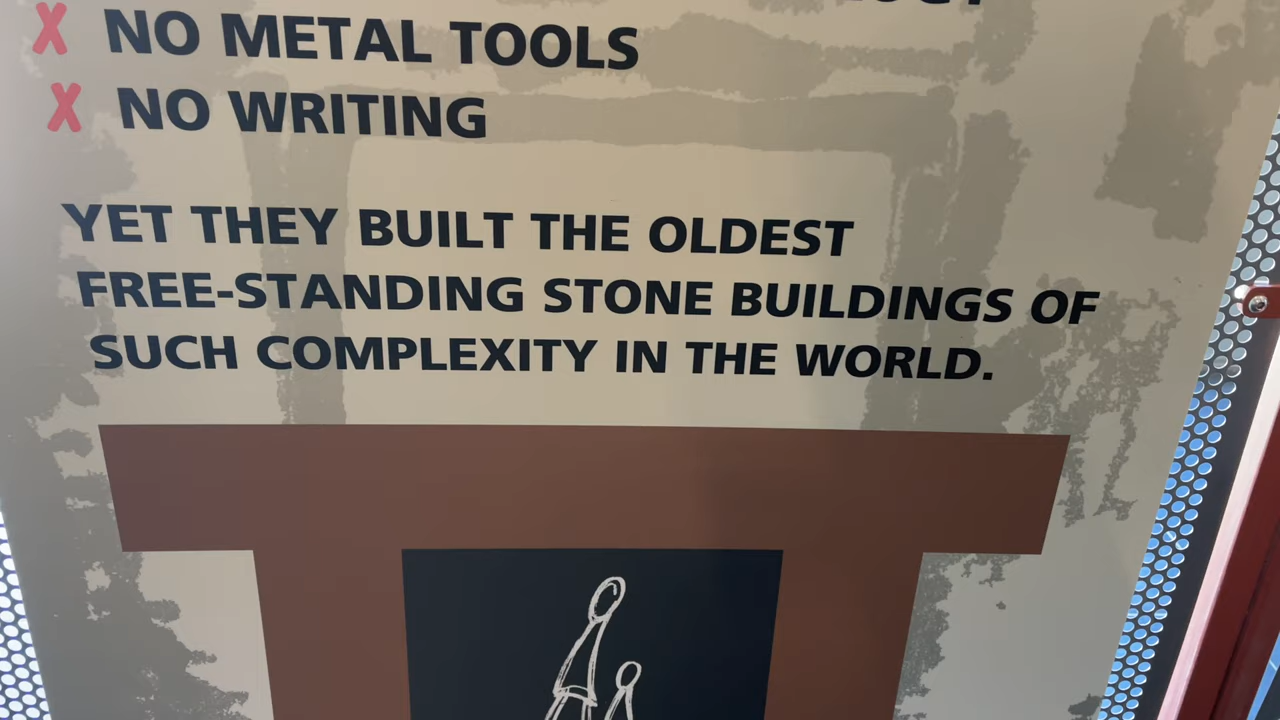 X NO METAL TOOLS
X NO WRITING
YET THEY BUILT THE OLDEST
FREE-STANDING STONE BUILDINGS OF
SUCH COMPLEXITY IN THE WORLD.